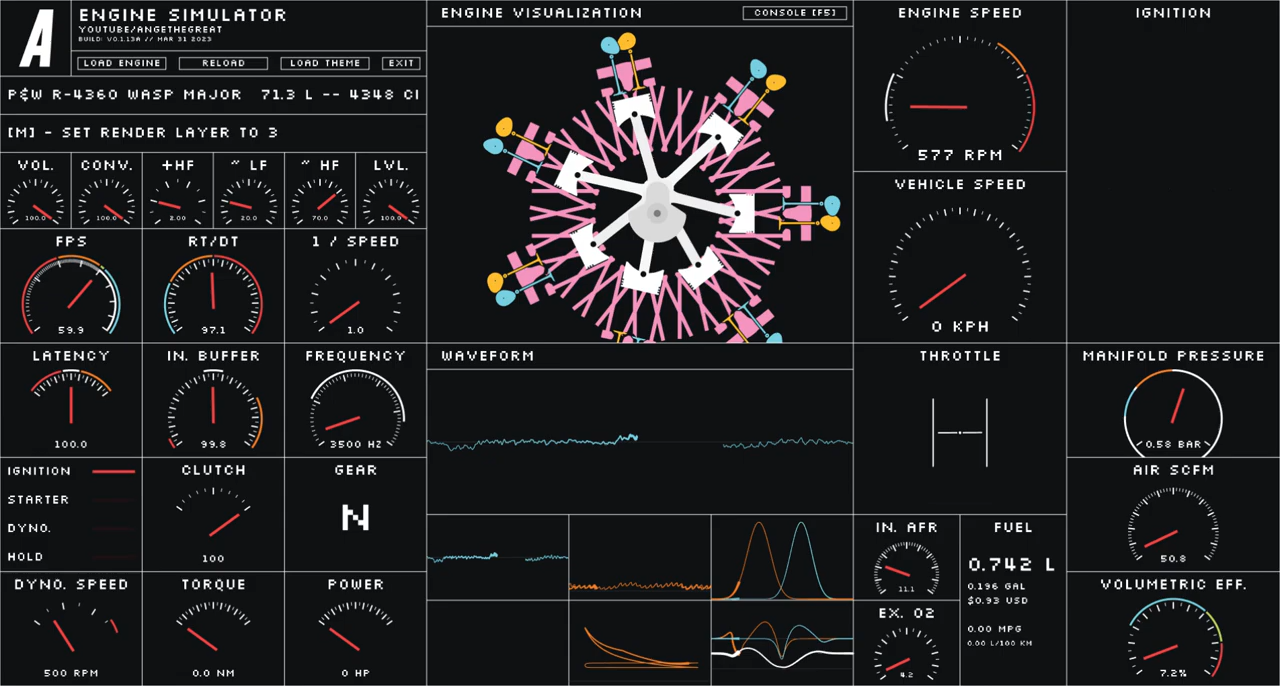 A
ENGINE SIMULATOR
YOUTUBE/ANGETHEGREAT
BUILD: V0.1.13A // MAR 31 2023
LOAD ENGINE
RELOAD
LOAD THEME
EXIT
P&W R-4360 WASP MAJOR 71.3 L -- 4348 CI
[M] - SET RENDER LAYER TO 3
VOL.
100.0
CONV.
100.0
+HF
2.00
~ LF
20.0
~ HF
70.0
LVL.
100.0
FPS
59.9
RT/DT
97.1
1 / SPEED
1.0
LATENCY
100.0
IN. BUFFER
99.8
FREQUENCY
3500 HZ
IGNITION
STARTER
DYNO.
HOLD
CLUTCH
100
GEAR
N
DYNO. SPEED
500 RPM
TORQUE
0.0 NM
POWER
0 HP
ENGINE VISUALIZATION
CONSOLE [F5]
WAVEFORM
ENGINE SPEED
577 RPM
VEHICLE SPEED
0 KPH
THROTTLE
IN. AFR
11.1
EX. O2
4.2
FUEL
0.742 L
0.196 GAL
$0.93 USD
0.00 MPG
0.00 L/100 KM
IGNITION
MANIFOLD PRESSURE
0.58 BAR
AIR SCFM
50.8
VOLUMETRIC EFF.
7.2%